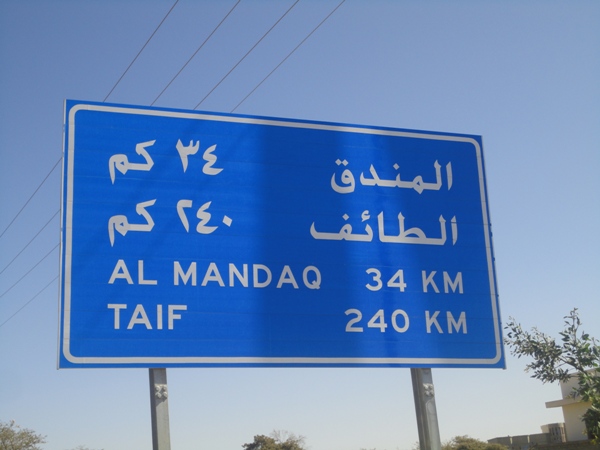 المندق ٣٤ كم
الطائف ٢٤٠ كم
AL MANDAQ 34 KM
TAIF 240 KM